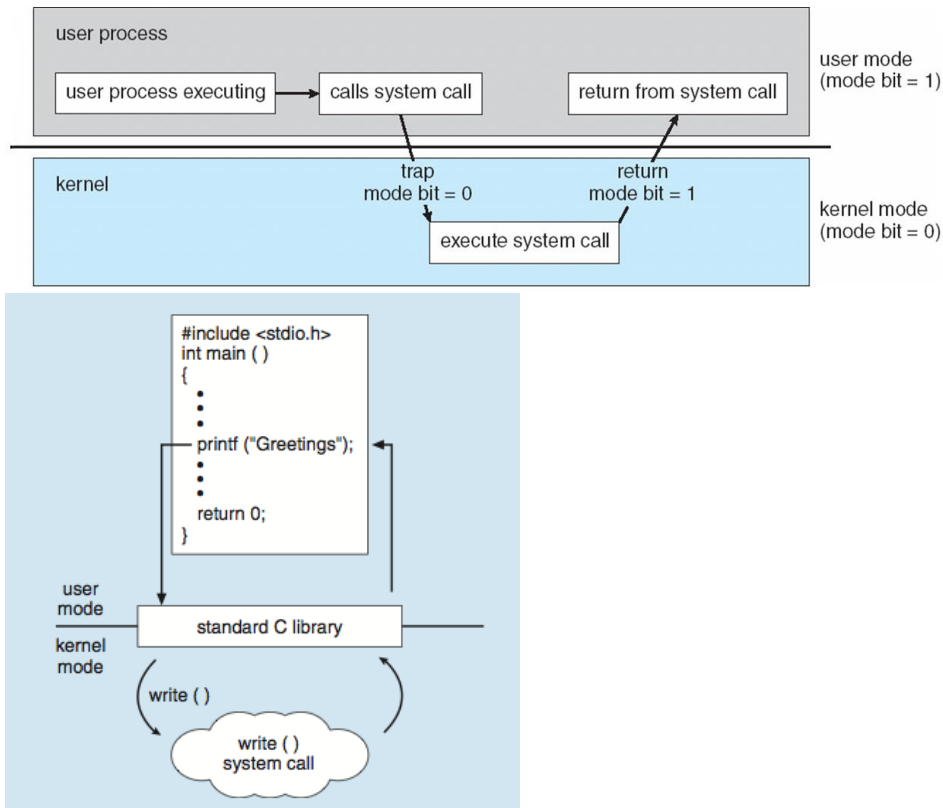 user process
user process executing
calls system call
return from system call
user mode
(mode bit = 1)
trap
mode bit = 0
return
mode bit = 1
kernel
execute system call
kernel mode
(mode bit = 0)
#include <stdio.h>
int main ( )
{
•
•
•
printf ("Greetings");
•
•
•
return 0;
}
user
mode
standard C library
kernel
mode
write ( )
write ( )
system call